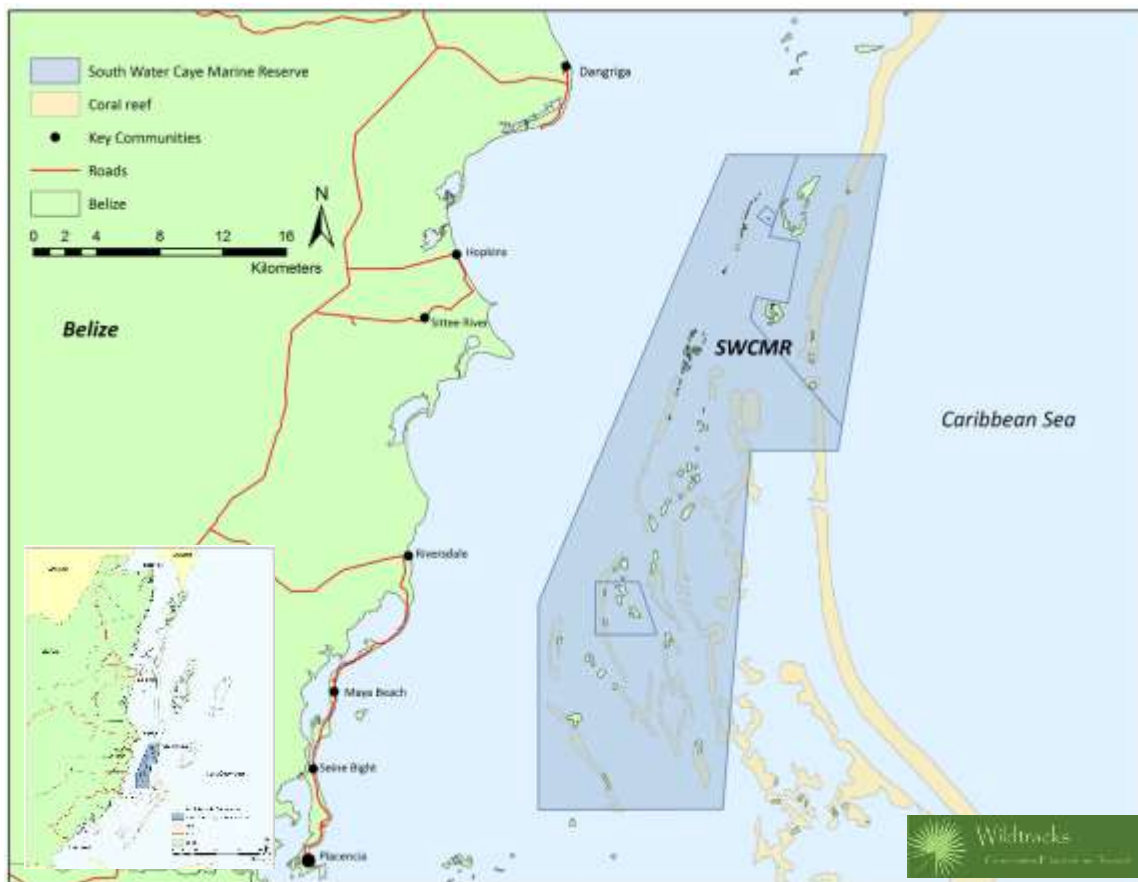 South Water Caye Marine Reserve
Coral reef
Key Communities
Roads
Belize
N
0 2 4 8 12 16
Kilometers
Dangriga
Hopkins
Sittee River
Belize
SWCMR
Caribbean Sea
Riversdale
Maya Beach
Seine Bight
Placencia
Wildtracks